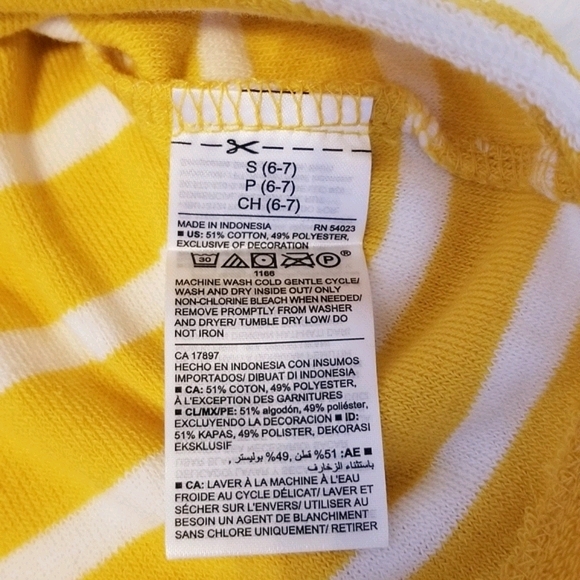 S (6-7)
P (6-7)
CH (6-7)
MADE IN INDONESIA RN 54023
■ US: 51% COTTON, 49% POLYESTER,
EXCLUSIVE OF DECORATION
30 P ®
1166
MACHINE WASH COLD GENTLE CYCLE/
WASH AND DRY INSIDE OUT/ ONLY
NON-CHLORINE BLEACH WHEN NEEDED/
REMOVE PROMPTLY FROM WASHER
AND DRYER/ TUMBLE DRY LOW/ DO
NOT IRON
CA 17897
HECHO EN INDONESIA CON INSUMOS
IMPORTADOS/ DIBUAT DI INDONESIA
■ CA: 51% COTON, 49% POLYESTER,
À L'EXCEPTION DES GARNITURES
■ CL/MX/PE: 51% algodón, 49% poliéster,
EXCLUYENDO LA DECORACION ■ ID:
51% KAPAS, 49% POLISTER, DEKORASI
EKSKLUSIF
■ AE: 51% قطن ,49% بوليستر ,
باستثناء الزخارف
■ CA: LAVER À LA MACHINE À L'EAU
FROIDE AU CYCLE DÉLICAT/ LAVER ET
SÉCHER SUR L'ENVERS/ UTILISER AU
BESOIN UN AGENT DE BLANCHIMENT
SANS CHLORE UNIQUEMENT/ RETIRER